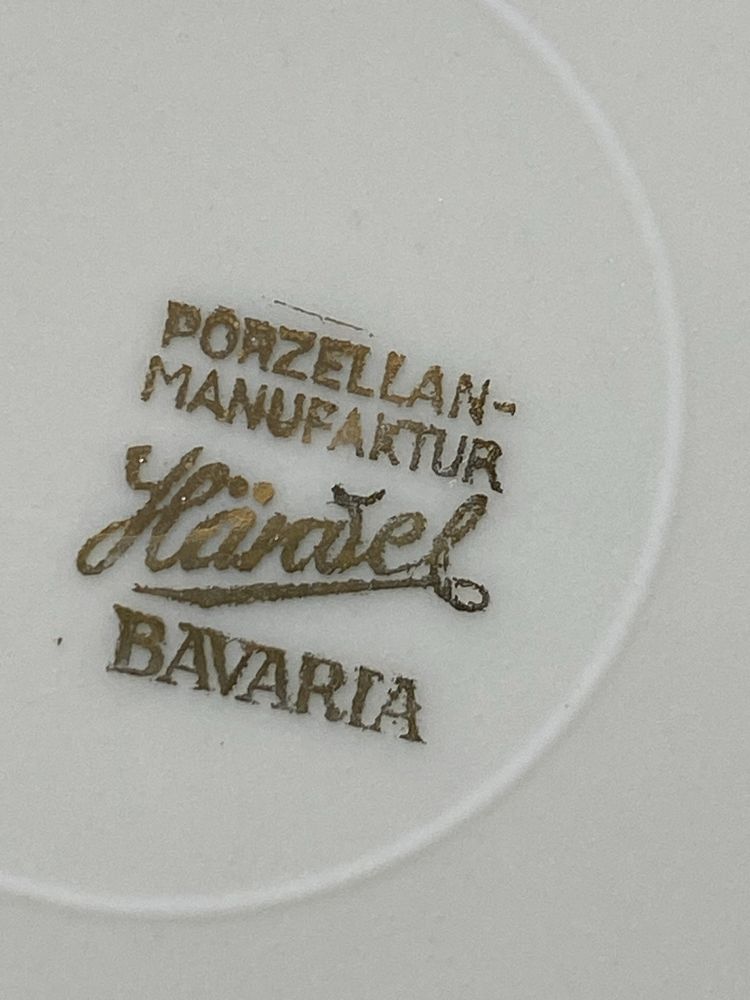 PORZELLAN-
MANUFAKTUR
Händel
BAVARIA